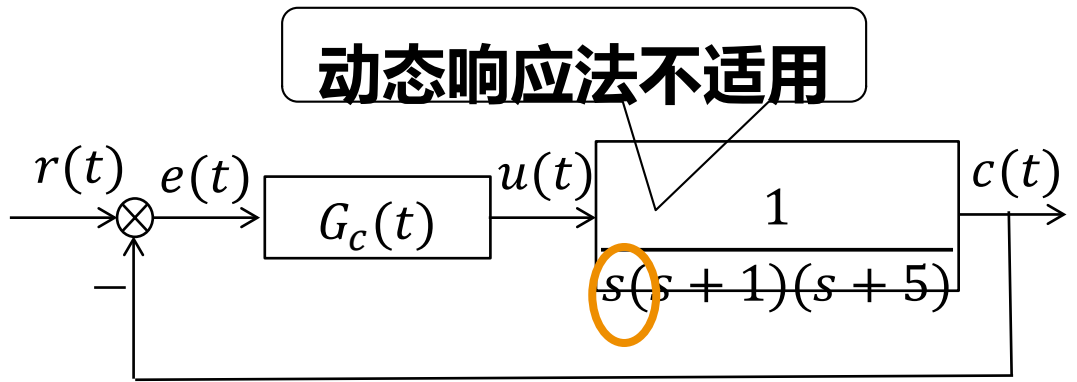 动态响应法不适用
r(t) e(t) G_c(t) u(t) 1 c(t)
s(s + 1)(s + 5)
−